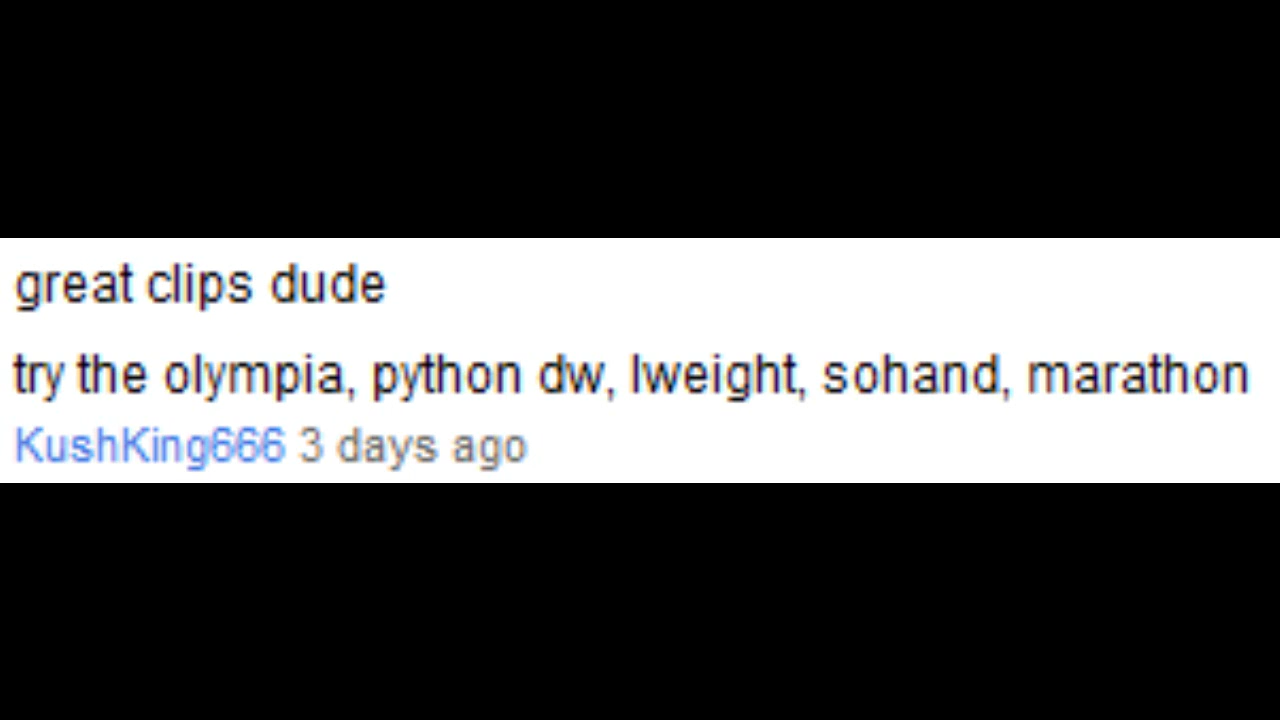 great clips dude
try the olympia, python dw, lweight, sohand, marathon
KushKing666 3 days ago